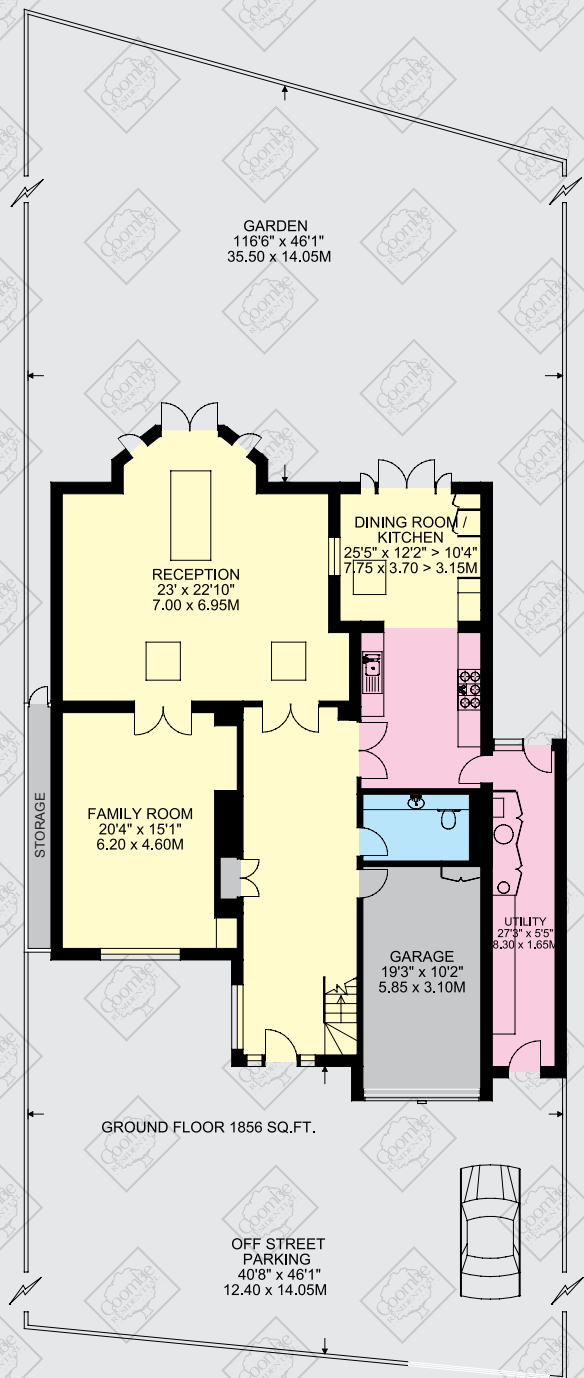 GARDEN
116'6" x 46'1"
35.50 x 14.05M
DINING ROOM /
KITCHEN
25'5" x 12'2" > 10'4"
7.75 x 3.70 > 3.15M
RECEPTION
23' x 22'10"
7.00 x 6.95M
STORAGE
FAMILY ROOM
20'4" x 15'1"
6.20 x 4.60M
UTILITY
27'3" x 5'5"
8.30 x 1.65M
GARAGE
19'3" x 10'2"
5.85 x 3.10M
GROUND FLOOR 1856 SQ.FT.
OFF STREET
PARKING
40'8" x 46'1"
12.40 x 14.05M
Coombe
RESIDENTIAL